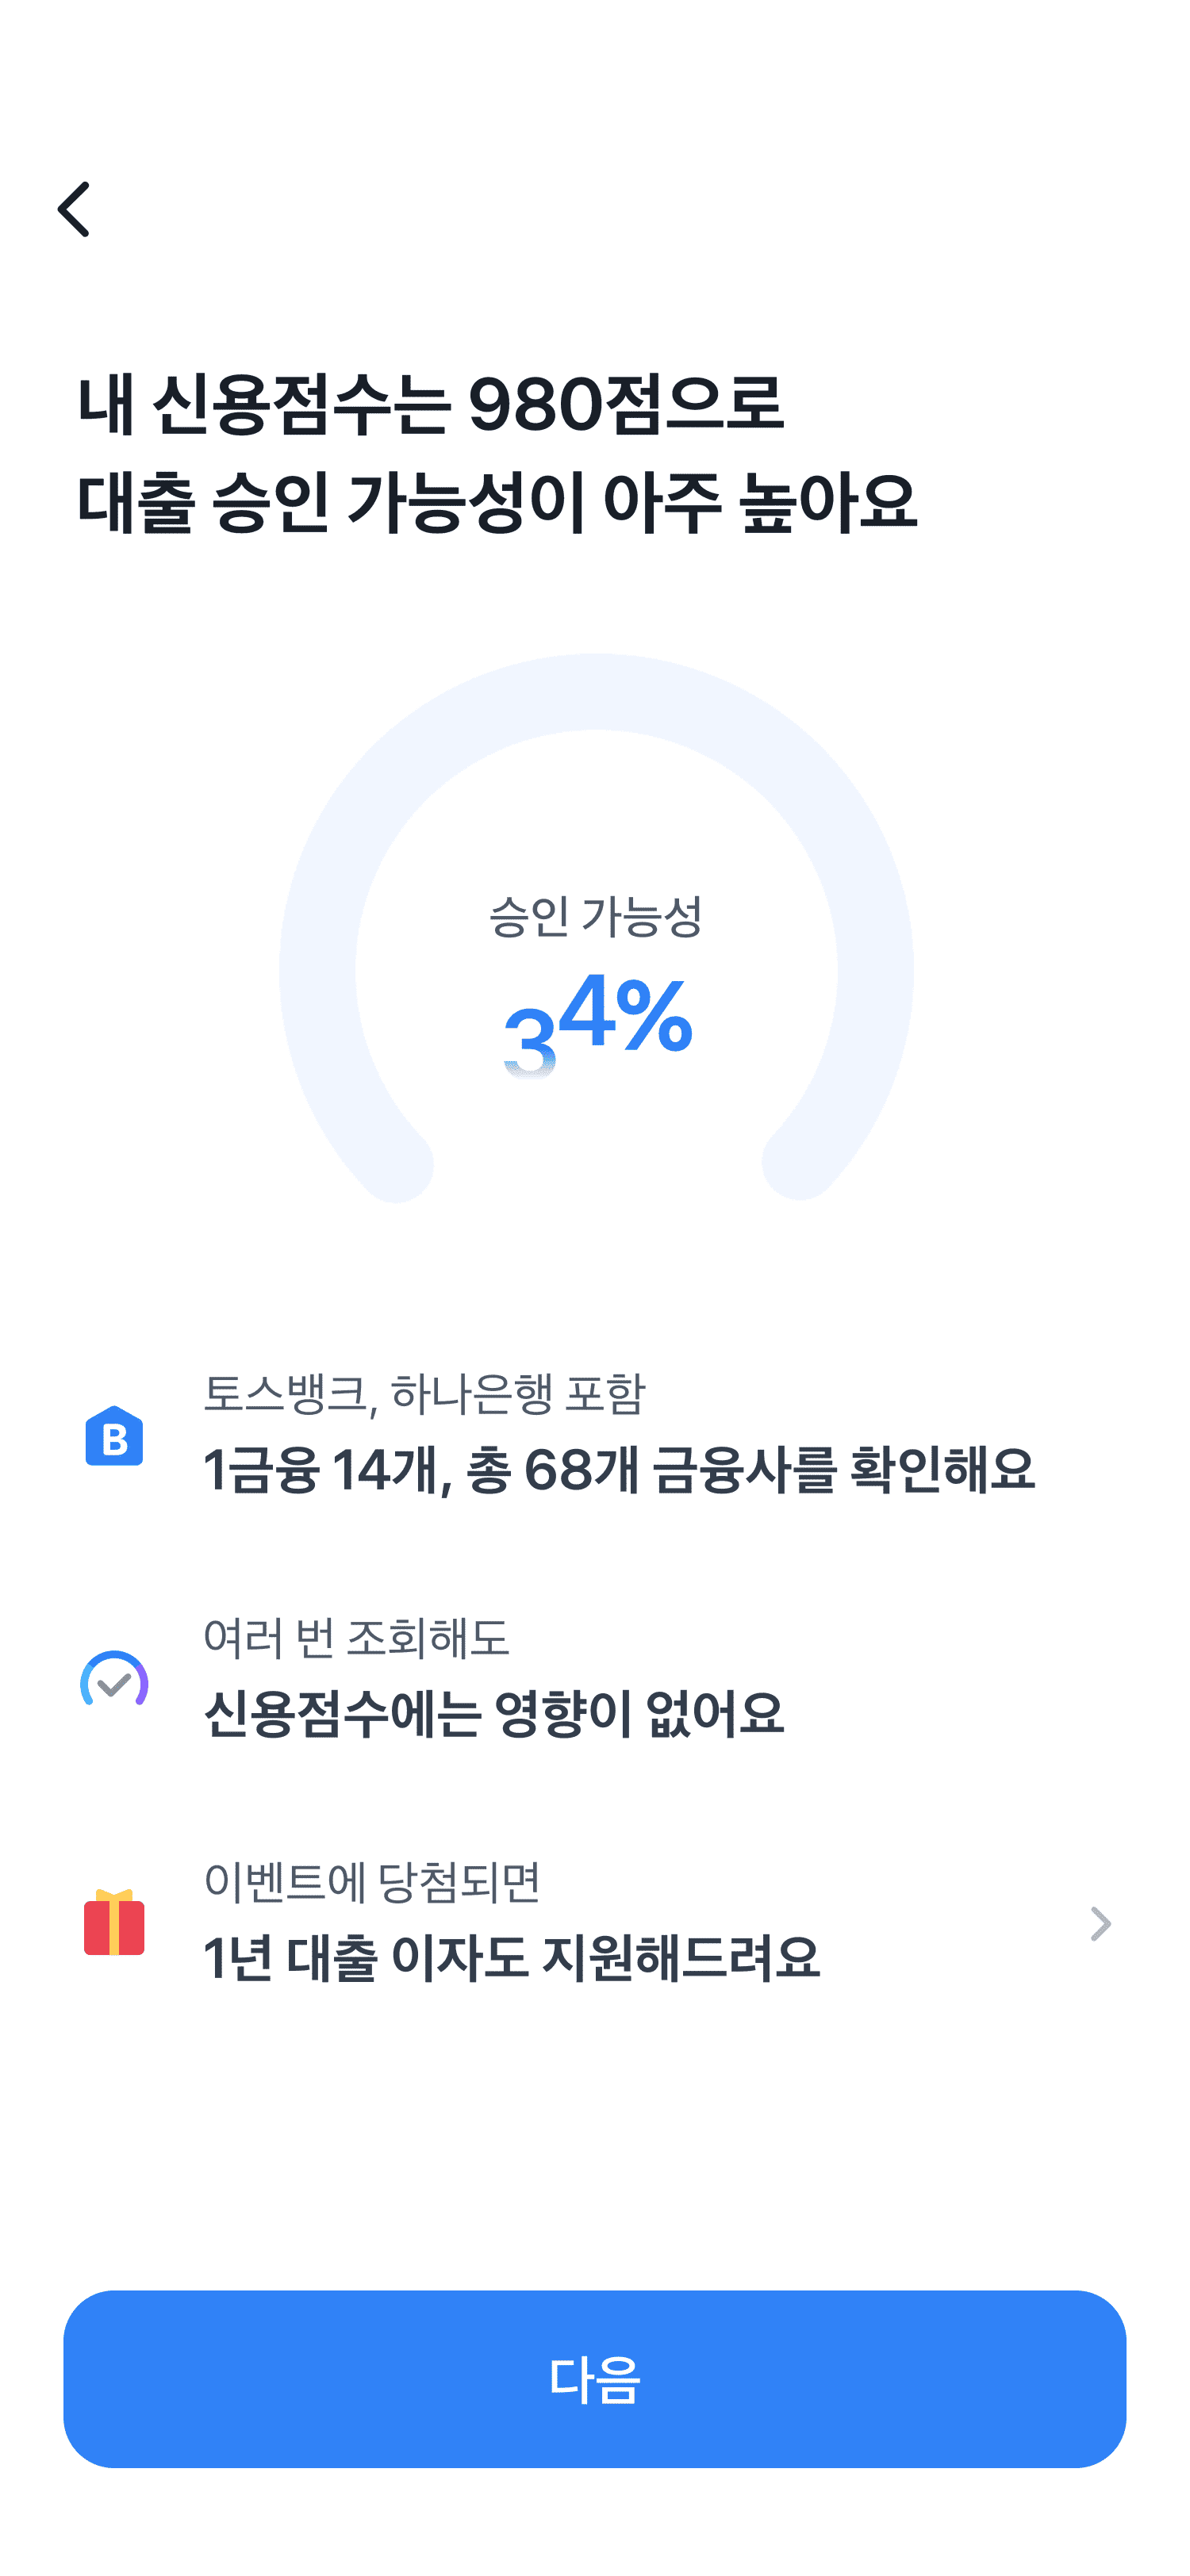 내 신용점수는 980점으로
대출 승인 가능성이 아주 높아요
승인 가능성
34%
토스뱅크, 하나은행 포함
B
1금융 14개, 총 68개 금융사를 확인해요
여러 번 조회해도
신용점수에는 영향이 없어요
이벤트에 당첨되면
1년 대출 이자도 지원해드려요
다음